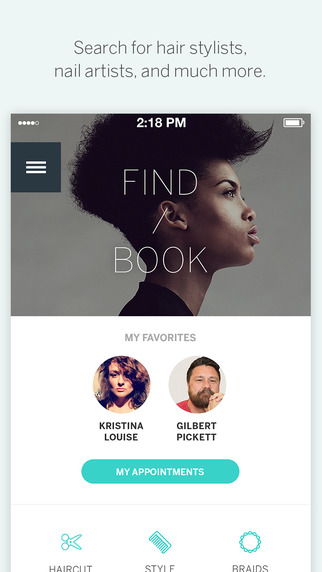 Search for hair stylists,
nail artists, and much more.
2:18 PM
FIND
/
BOOK
MY FAVORITES
KRISTINA
LOUISE
GILBERT
PICKETT
MY APPOINTMENTS
HAIRCUT
STYLE
BRAIDS